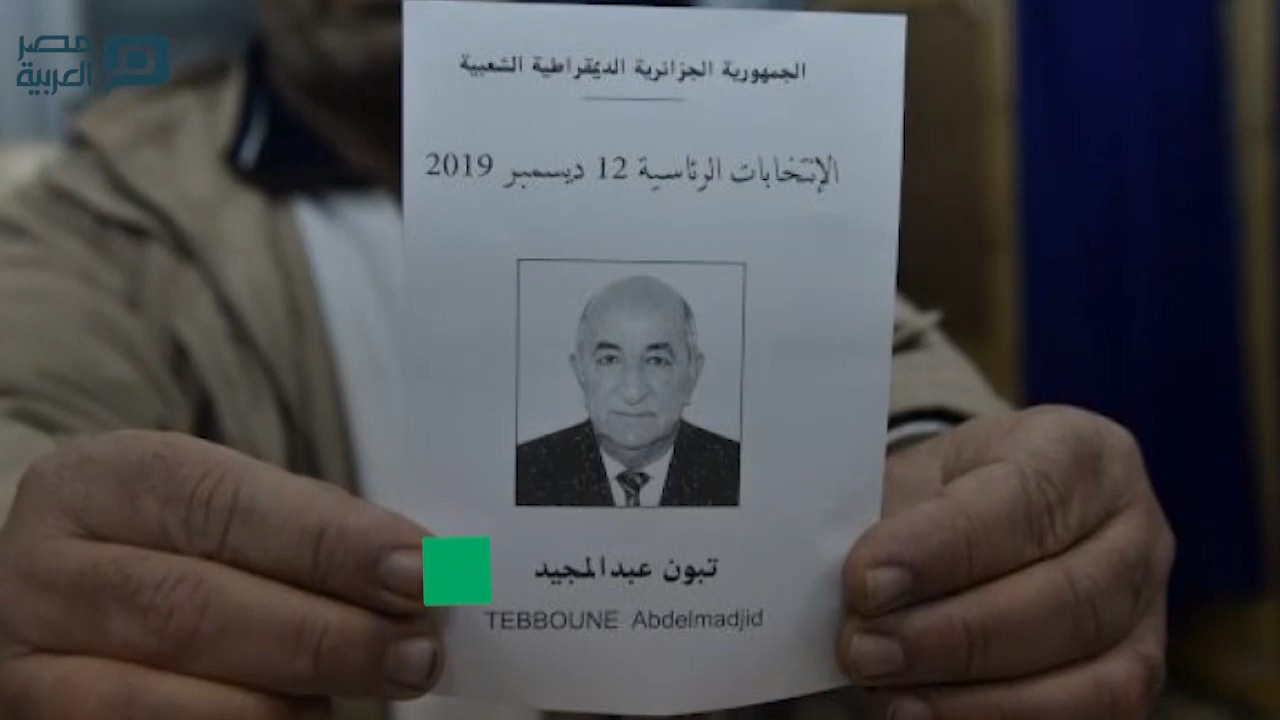 مصر
العربية
الجمهورية الجزائرية الديمقراطية الشعبية
الإنتخابات الرئاسية 12 ديسمبر 2019
تبون عبدالمجيد
TEBBOUNE Abdelmadjid